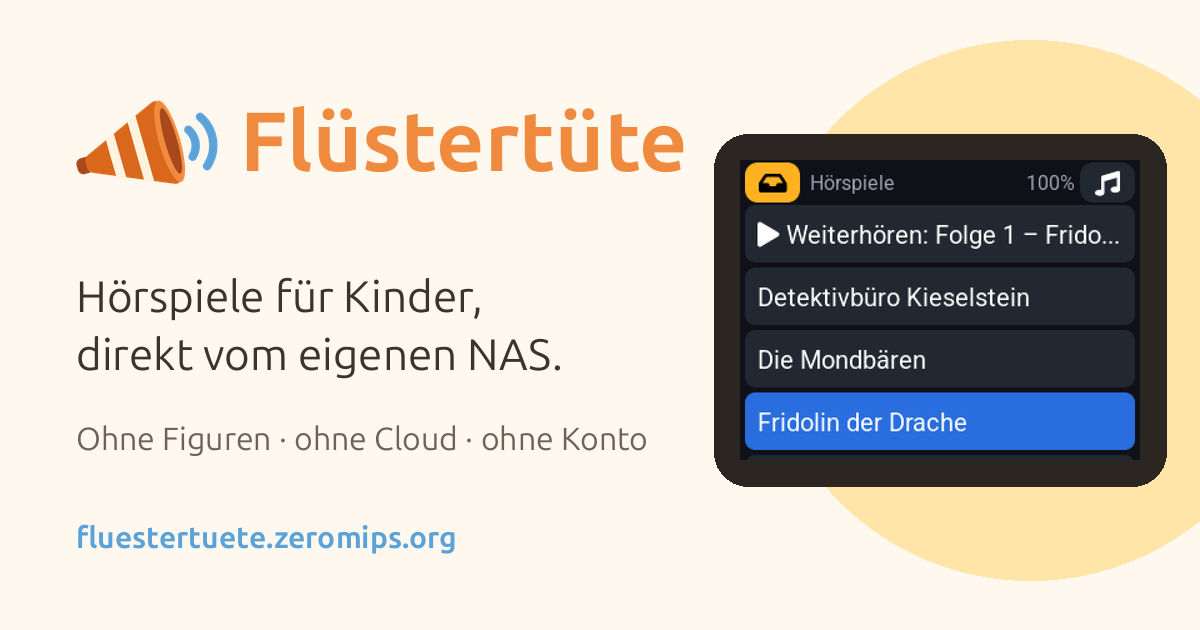 Flüstertüte
Hörspiele für Kinder,
direkt vom eigenen NAS.
Ohne Figuren · ohne Cloud · ohne Konto
fluestertuete.zeromips.org
Hörspiele 100%
Weiterhören: Folge 1 – Frido...
Detektivbüro Kieselstein
Die Mondbären
Fridolin der Drache